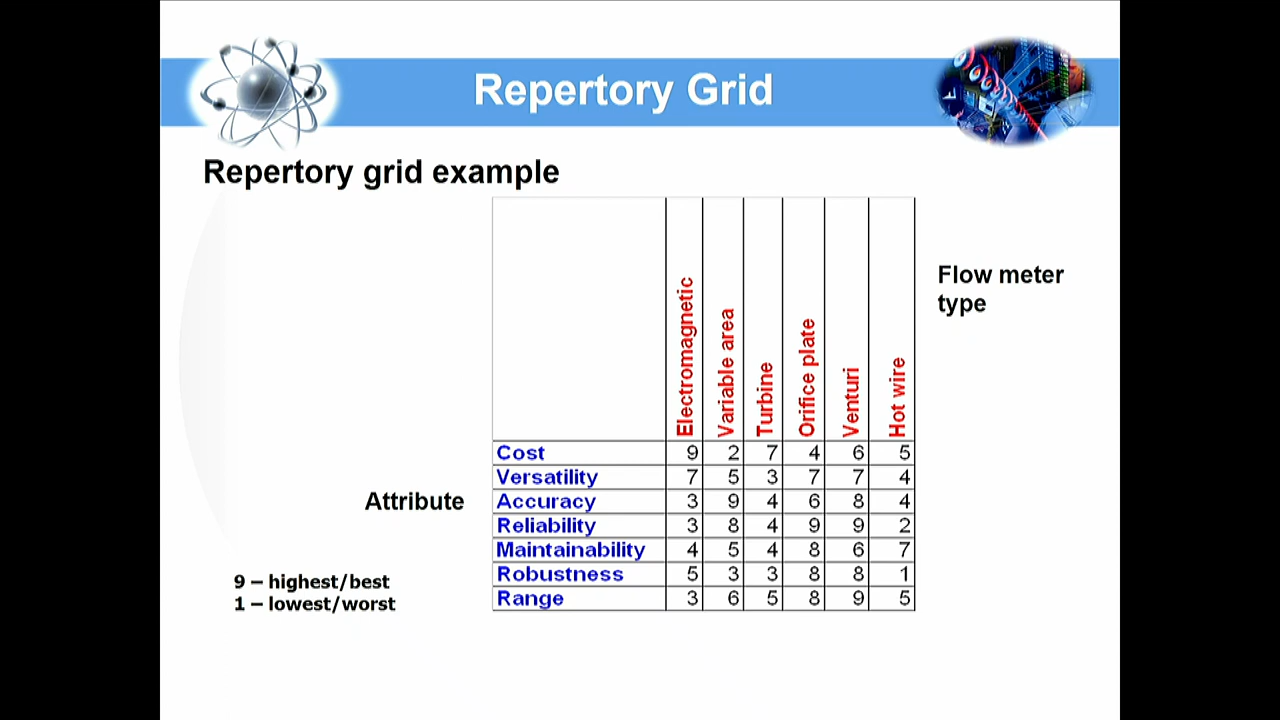 Repertory Grid
Repertory grid example
Electromagnetic
Variable area
Turbine
Orifice plate
Venturi
Hot wire
Flow meter
type
Cost 9 2 7 4 6 5
Versatility 7 5 3 7 7 4
Accuracy 3 9 4 6 8 4
Reliability 3 8 4 9 9 2
Maintainability 4 5 4 8 6 7
Robustness 5 3 3 8 8 1
Range 3 6 5 8 9 5
Attribute
9 – highest/best
1 – lowest/worst